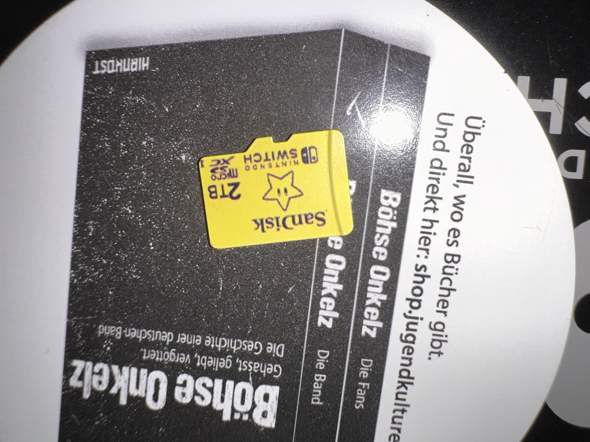 Überall, wo es Bücher gibt.
Und direkt hier: shop.jugendkulture
Böhse Onkelz
Die Fans
e Onkelz
Die Band
HIRNKOST
Böhse Onkelz
Gehasst, geliebt, vergöttert.
Die Geschichte einer deutschen Band
SanDisk
2TB
micro
SD
XC I
NINTENDO
SWITCH